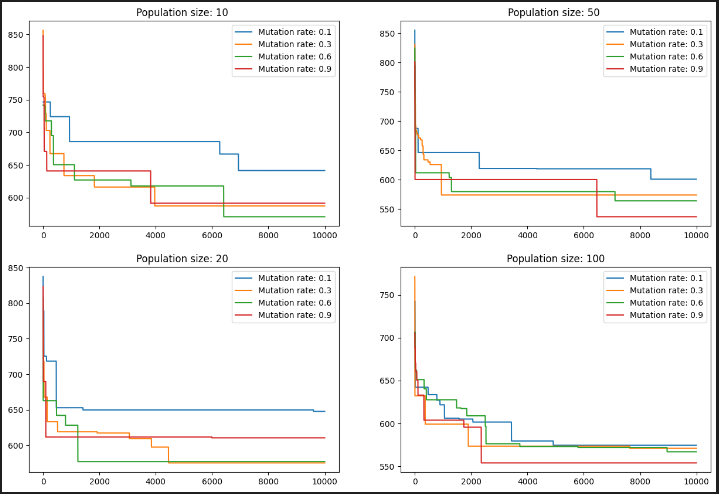 Population size: 10
850
800
750
700
650
600
0 2000 4000 6000 8000 10000
Mutation rate: 0.1
Mutation rate: 0.3
Mutation rate: 0.6
Mutation rate: 0.9
Population size: 50
850
800
750
700
650
600
550
0 2000 4000 6000 8000 10000
Mutation rate: 0.1
Mutation rate: 0.3
Mutation rate: 0.6
Mutation rate: 0.9
Population size: 20
850
800
750
700
650
600
0 2000 4000 6000 8000 10000
Mutation rate: 0.1
Mutation rate: 0.3
Mutation rate: 0.6
Mutation rate: 0.9
Population size: 100
750
700
650
600
550
0 2000 4000 6000 8000 10000
Mutation rate: 0.1
Mutation rate: 0.3
Mutation rate: 0.6
Mutation rate: 0.9